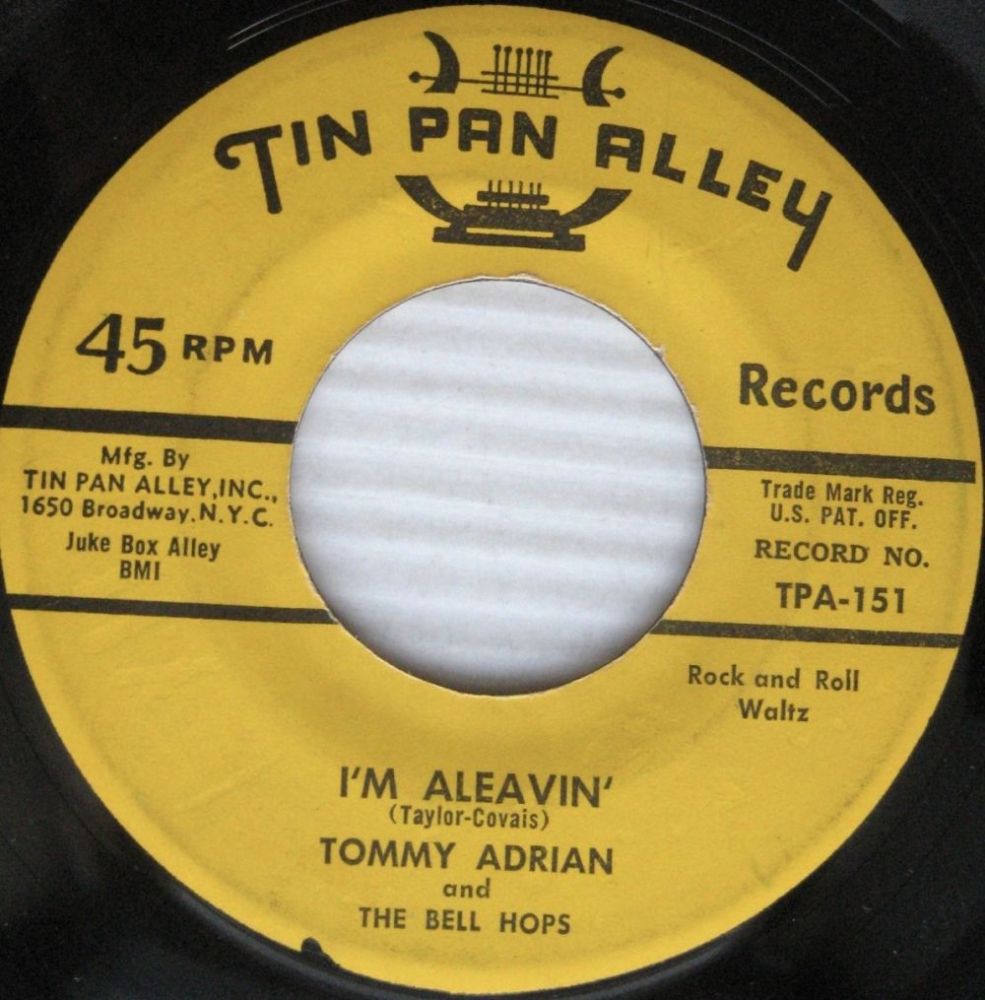 TIN PAN ALLEY
45 RPM
Records
Mfg. By
TIN PAN ALLEY,INC.,
1650 Broadway.N.Y.C.
Juke Box Alley
BMI
Trade Mark Reg.
U.S. PAT. OFF.
RECORD NO.
TPA-151
Rock and Roll
Waltz
I'M ALEAVIN'
(Taylor-Covais)
TOMMY ADRIAN
and
THE BELL HOPS